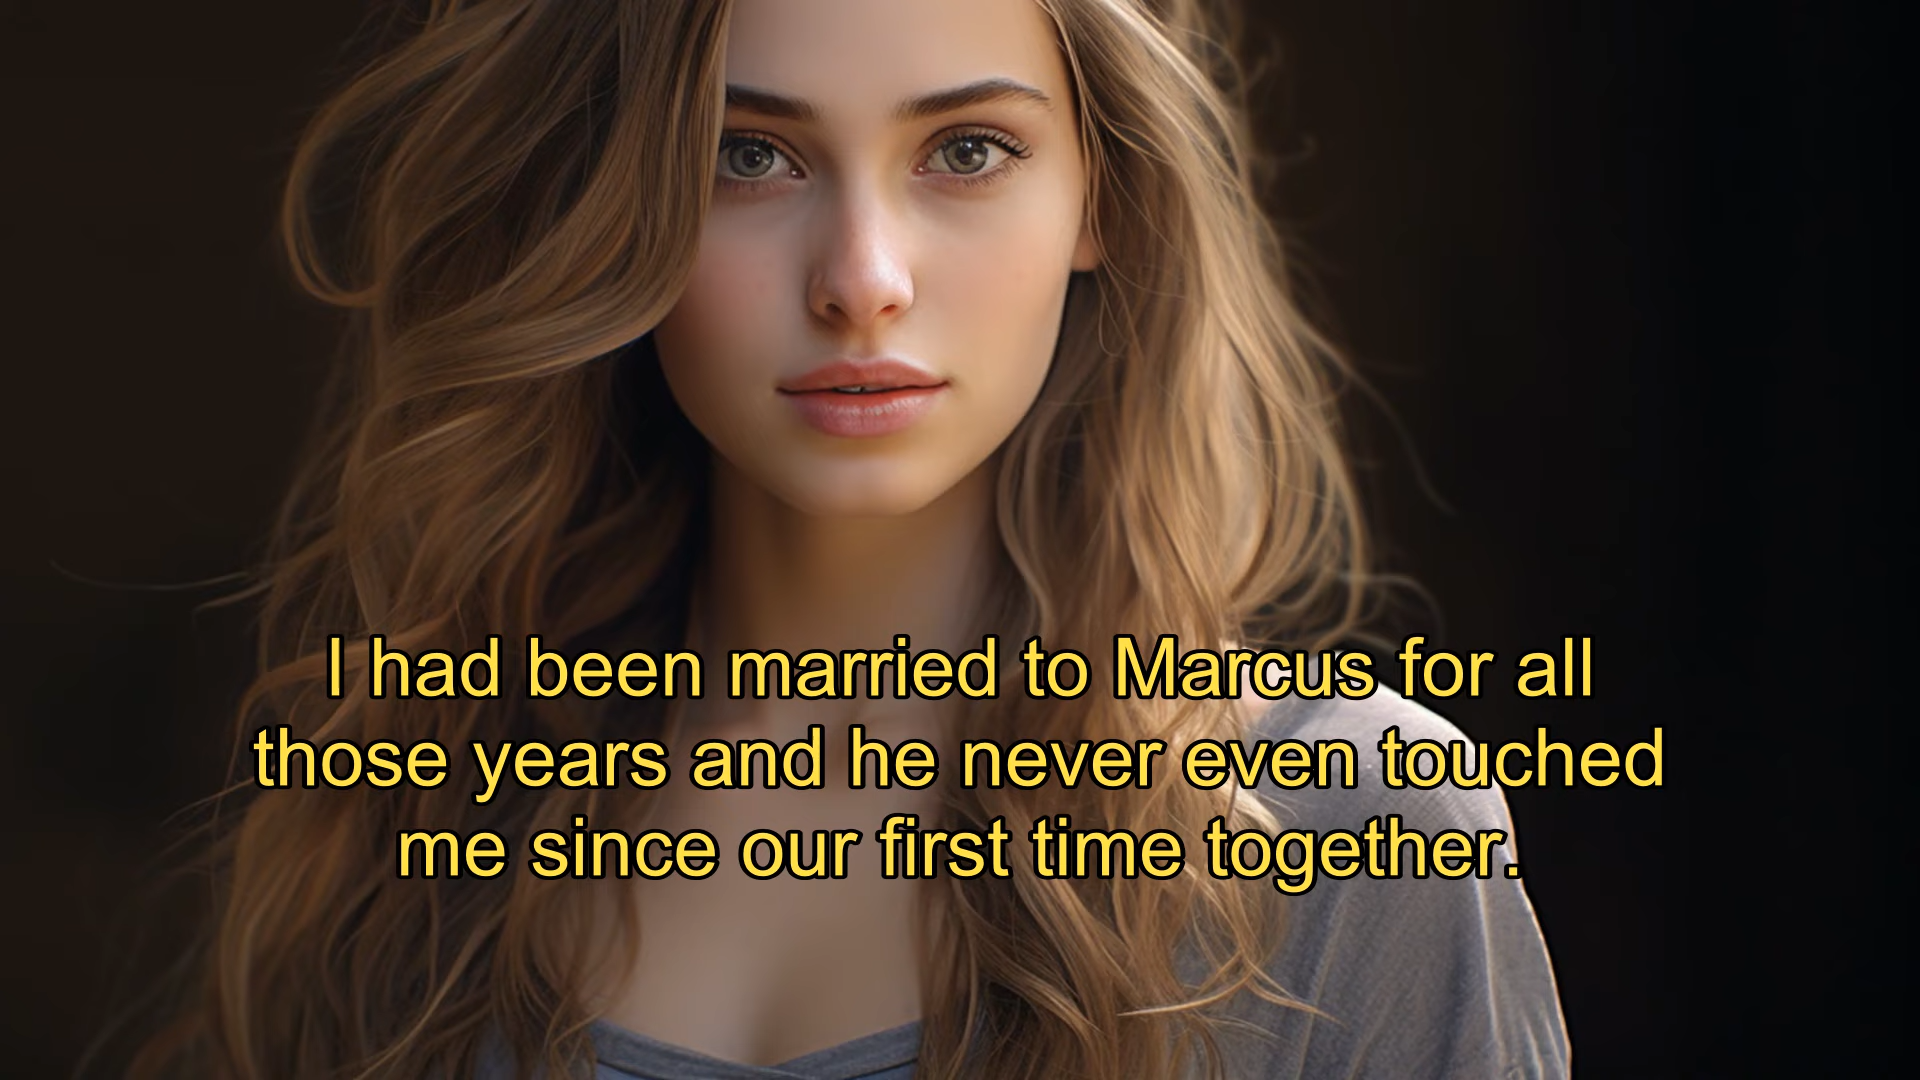 I had been married to Marcus for all
those years and he never even touched
me since our first time together.